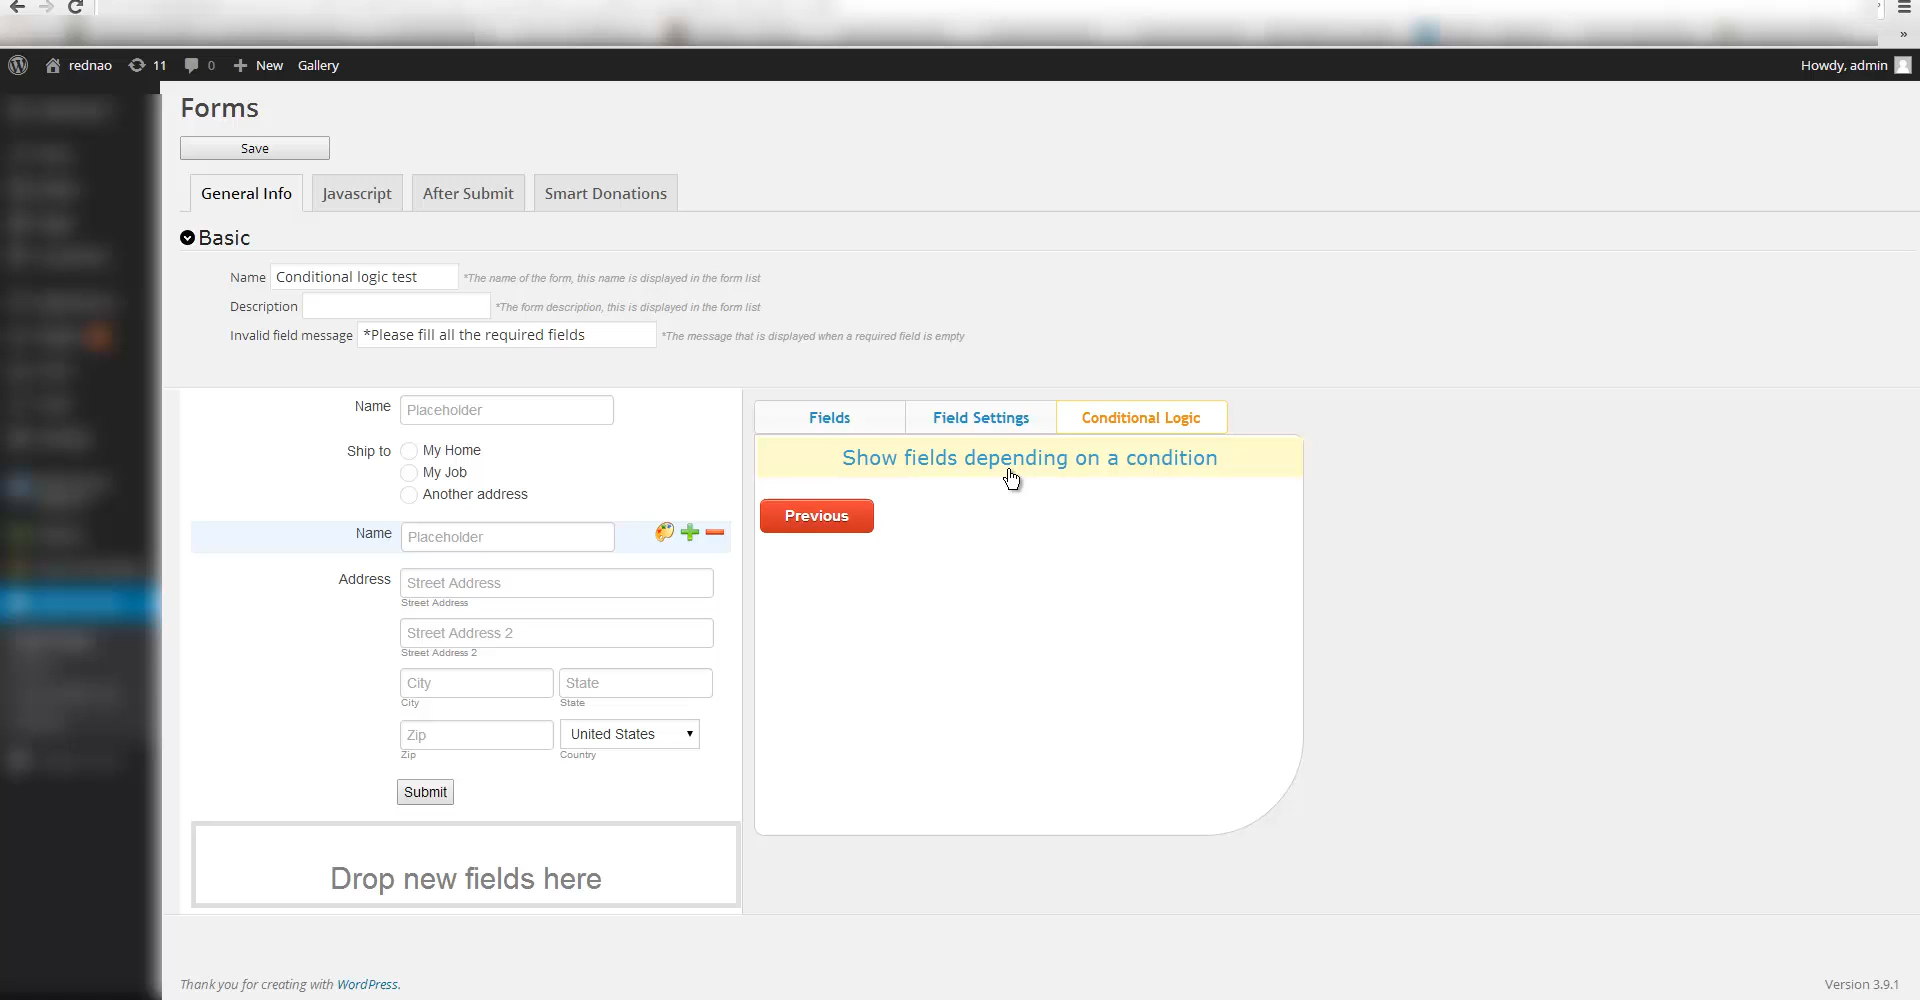 rednao 11 0 New Gallery Howdy, admin
Forms
Save
General Info Javascript After Submit Smart Donations
Basic
Name Conditional logic test *The name of the form, this name is displayed in the form list
Description *The form description, this is displayed in the form list
Invalid field message *Please fill all the required fields *The message that is displayed when a required field is empty
Name Placeholder
Ship to My Home
My Job
Another address
Name Placeholder
Address Street Address
Street Address
Street Address 2
Street Address 2
City State
City State
Zip United States
Zip Country
Submit
Drop new fields here
Fields Field Settings Conditional Logic
Show fields depending on a condition
Previous
Thank you for creating with WordPress. Version 3.9.1